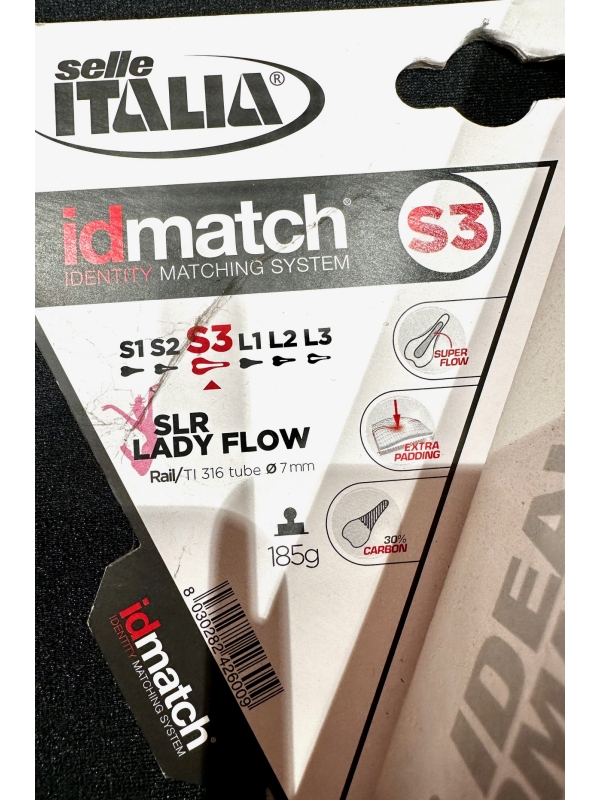 selle
ITALIA®
idmatch®
IDENTITY MATCHING SYSTEM
S3
S1 S2 S3 L1 L2 L3
SUPER
FLOW
SLR
LADY FLOW
Rail/TI 316 tube Ø 7mm
EXTRA
PADDING
185g
30%
CARBON
8 030282 426009
idmatch®
IDENTITY MATCHING SYSTEM
IDEAL